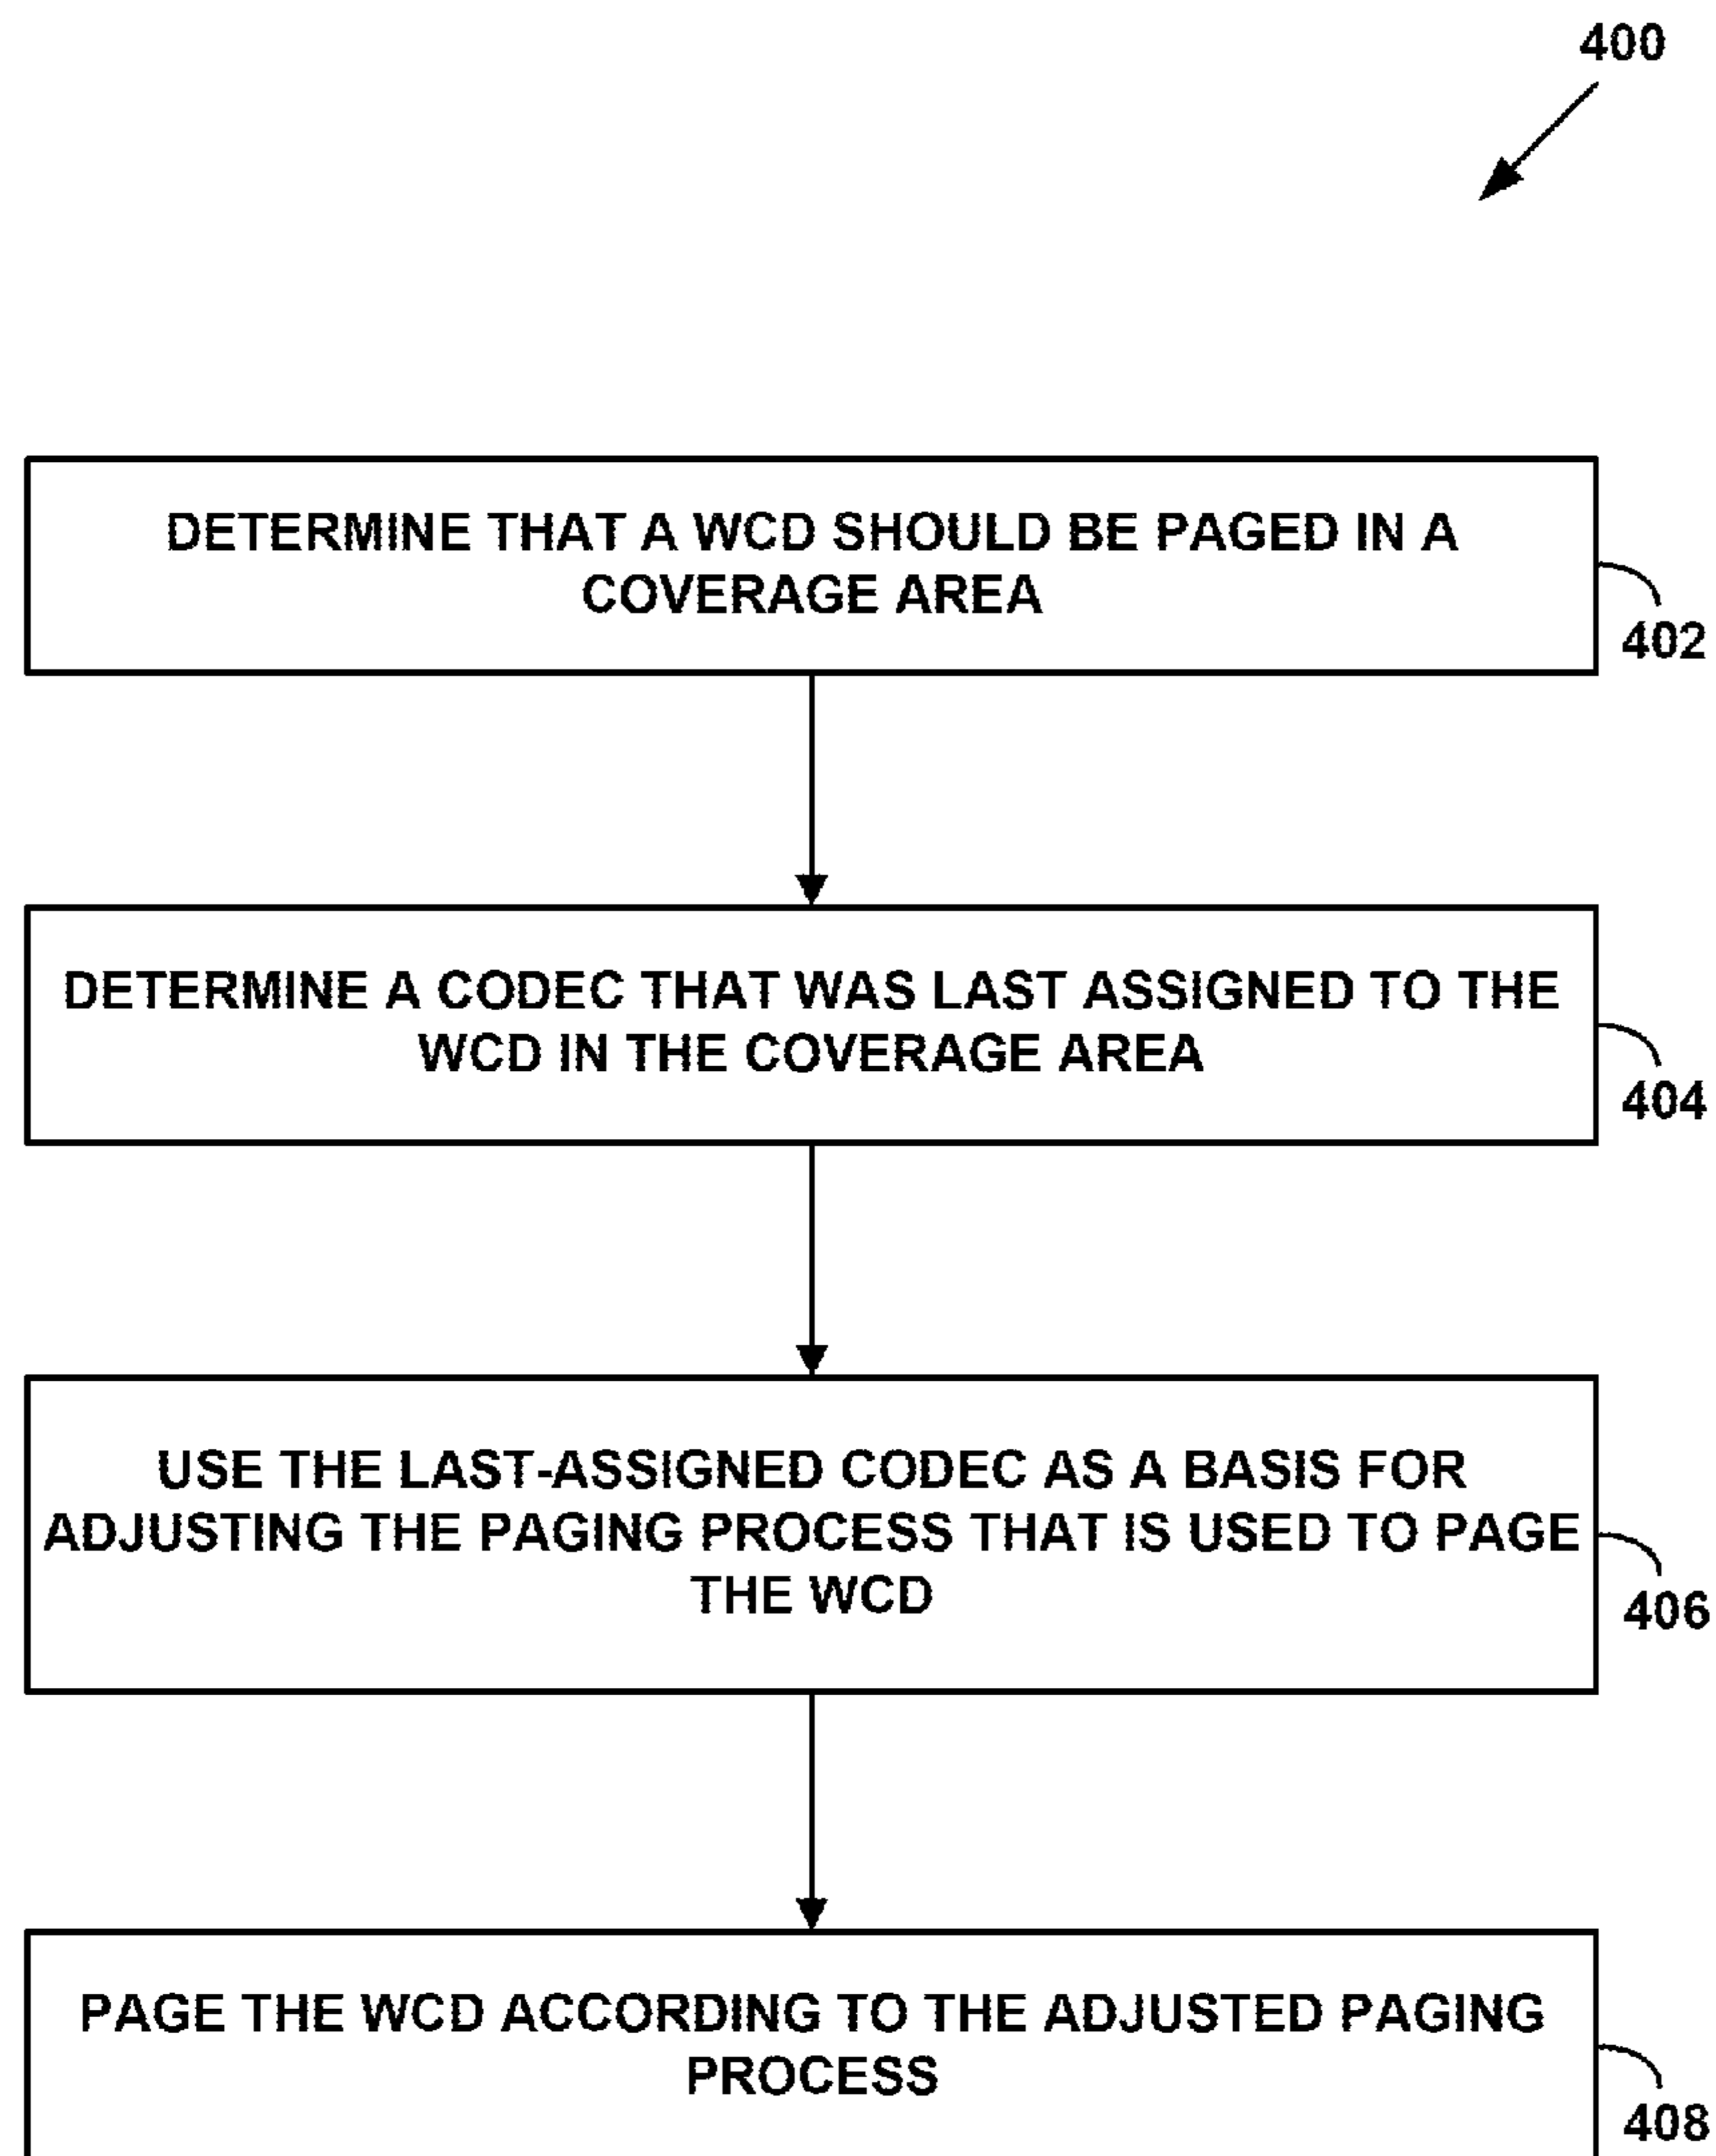 400
DETERMINE THAT A WCD SHOULD BE PAGED IN A
COVERAGE AREA
402
DETERMINE A CODEC THAT WAS LAST ASSIGNED TO THE
WCD IN THE COVERAGE AREA
404
USE THE LAST-ASSIGNED CODEC AS A BASIS FOR
ADJUSTING THE PAGING PROCESS THAT IS USED TO PAGE
THE WCD
406
PAGE THE WCD ACCORDING TO THE ADJUSTED PAGING
PROCESS
408